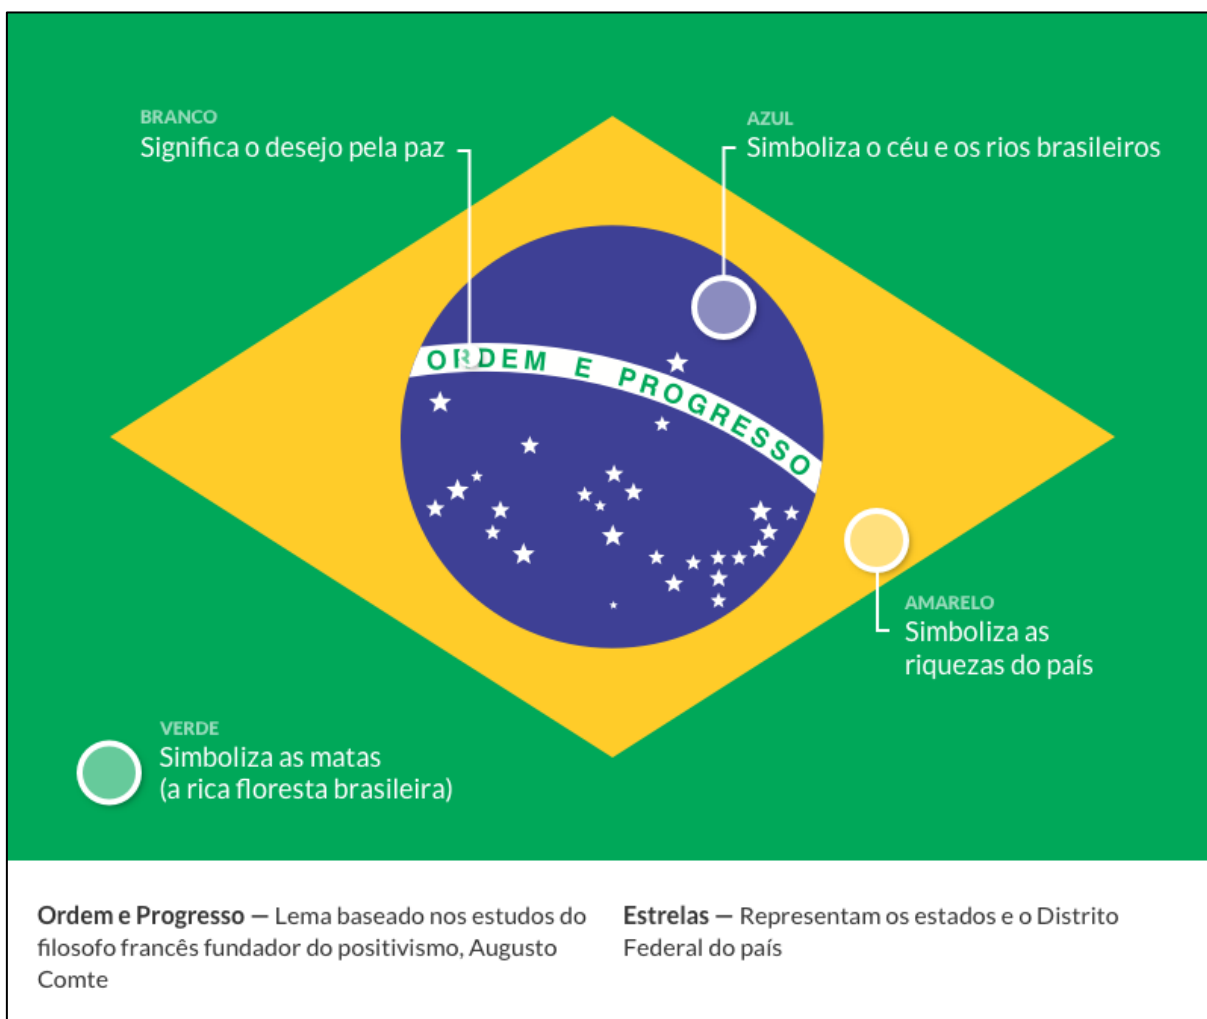 BRANCO
Significa o desejo pela paz
AZUL
Simboliza o céu e os rios brasileiros
ORDEM E PROGRESSO
AMARELO
Simboliza as
riquezas do país
VERDE
Simboliza as matas
(a rica floresta brasileira)
Ordem e Progresso — Lema baseado nos estudos do
filosofo francês fundador do positivismo, Augusto
Comte
Estrelas — Representam os estados e o Distrito
Federal do país